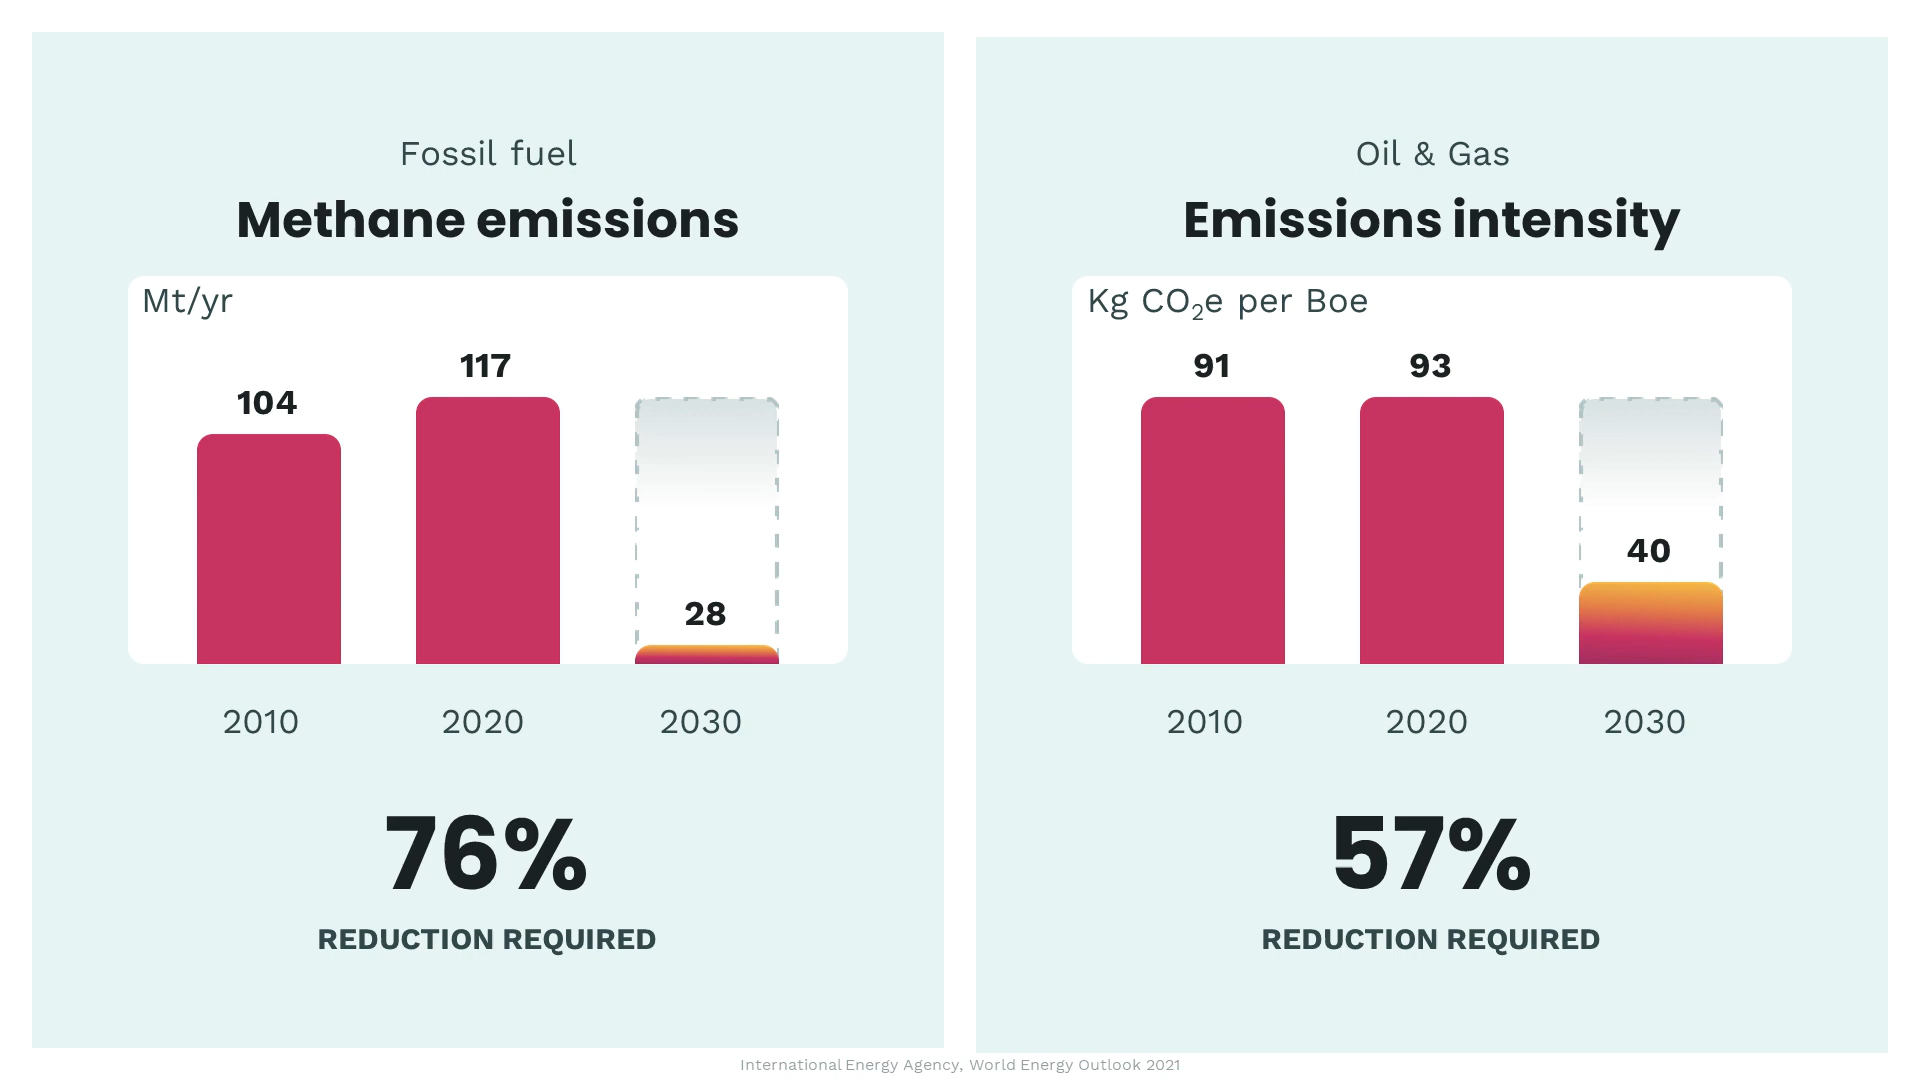 Fossil fuel
Methane emissions
Mt/yr
104
117
28
2010
2020
2030
76%
REDUCTION REQUIRED
Oil & Gas
Emissions intensity
Kg CO₂e per Boe
91
93
40
2010
2020
2030
57%
REDUCTION REQUIRED
International Energy Agency, World Energy Outlook 2021